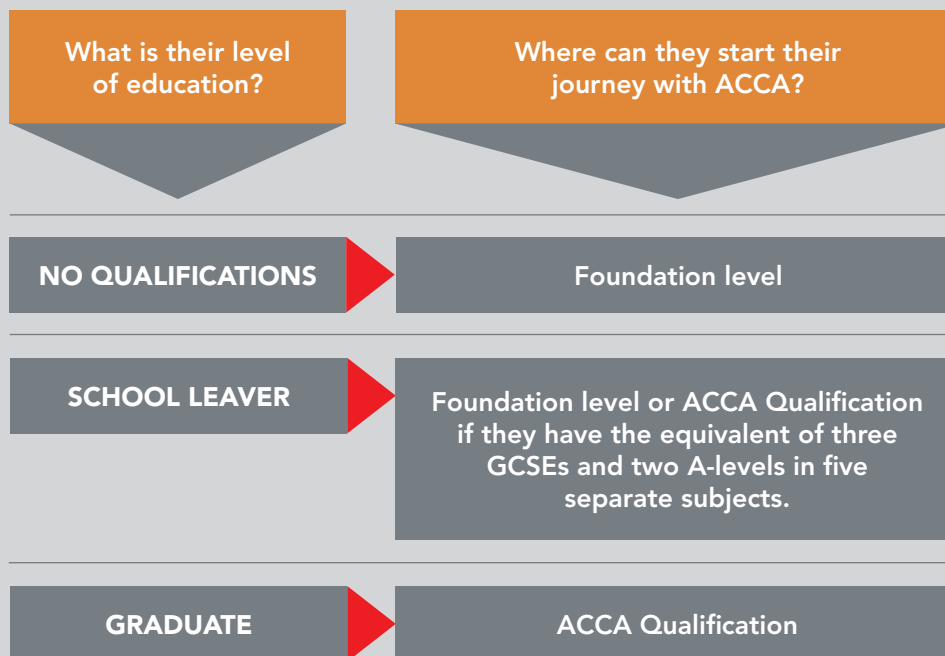 What is their level
of education?
Where can they start their
journey with ACCA?
NO QUALIFICATIONS
Foundation level
SCHOOL LEAVER
Foundation level or ACCA Qualification
if they have the equivalent of three
GCSEs and two A-levels in five
separate subjects.
GRADUATE
ACCA Qualification